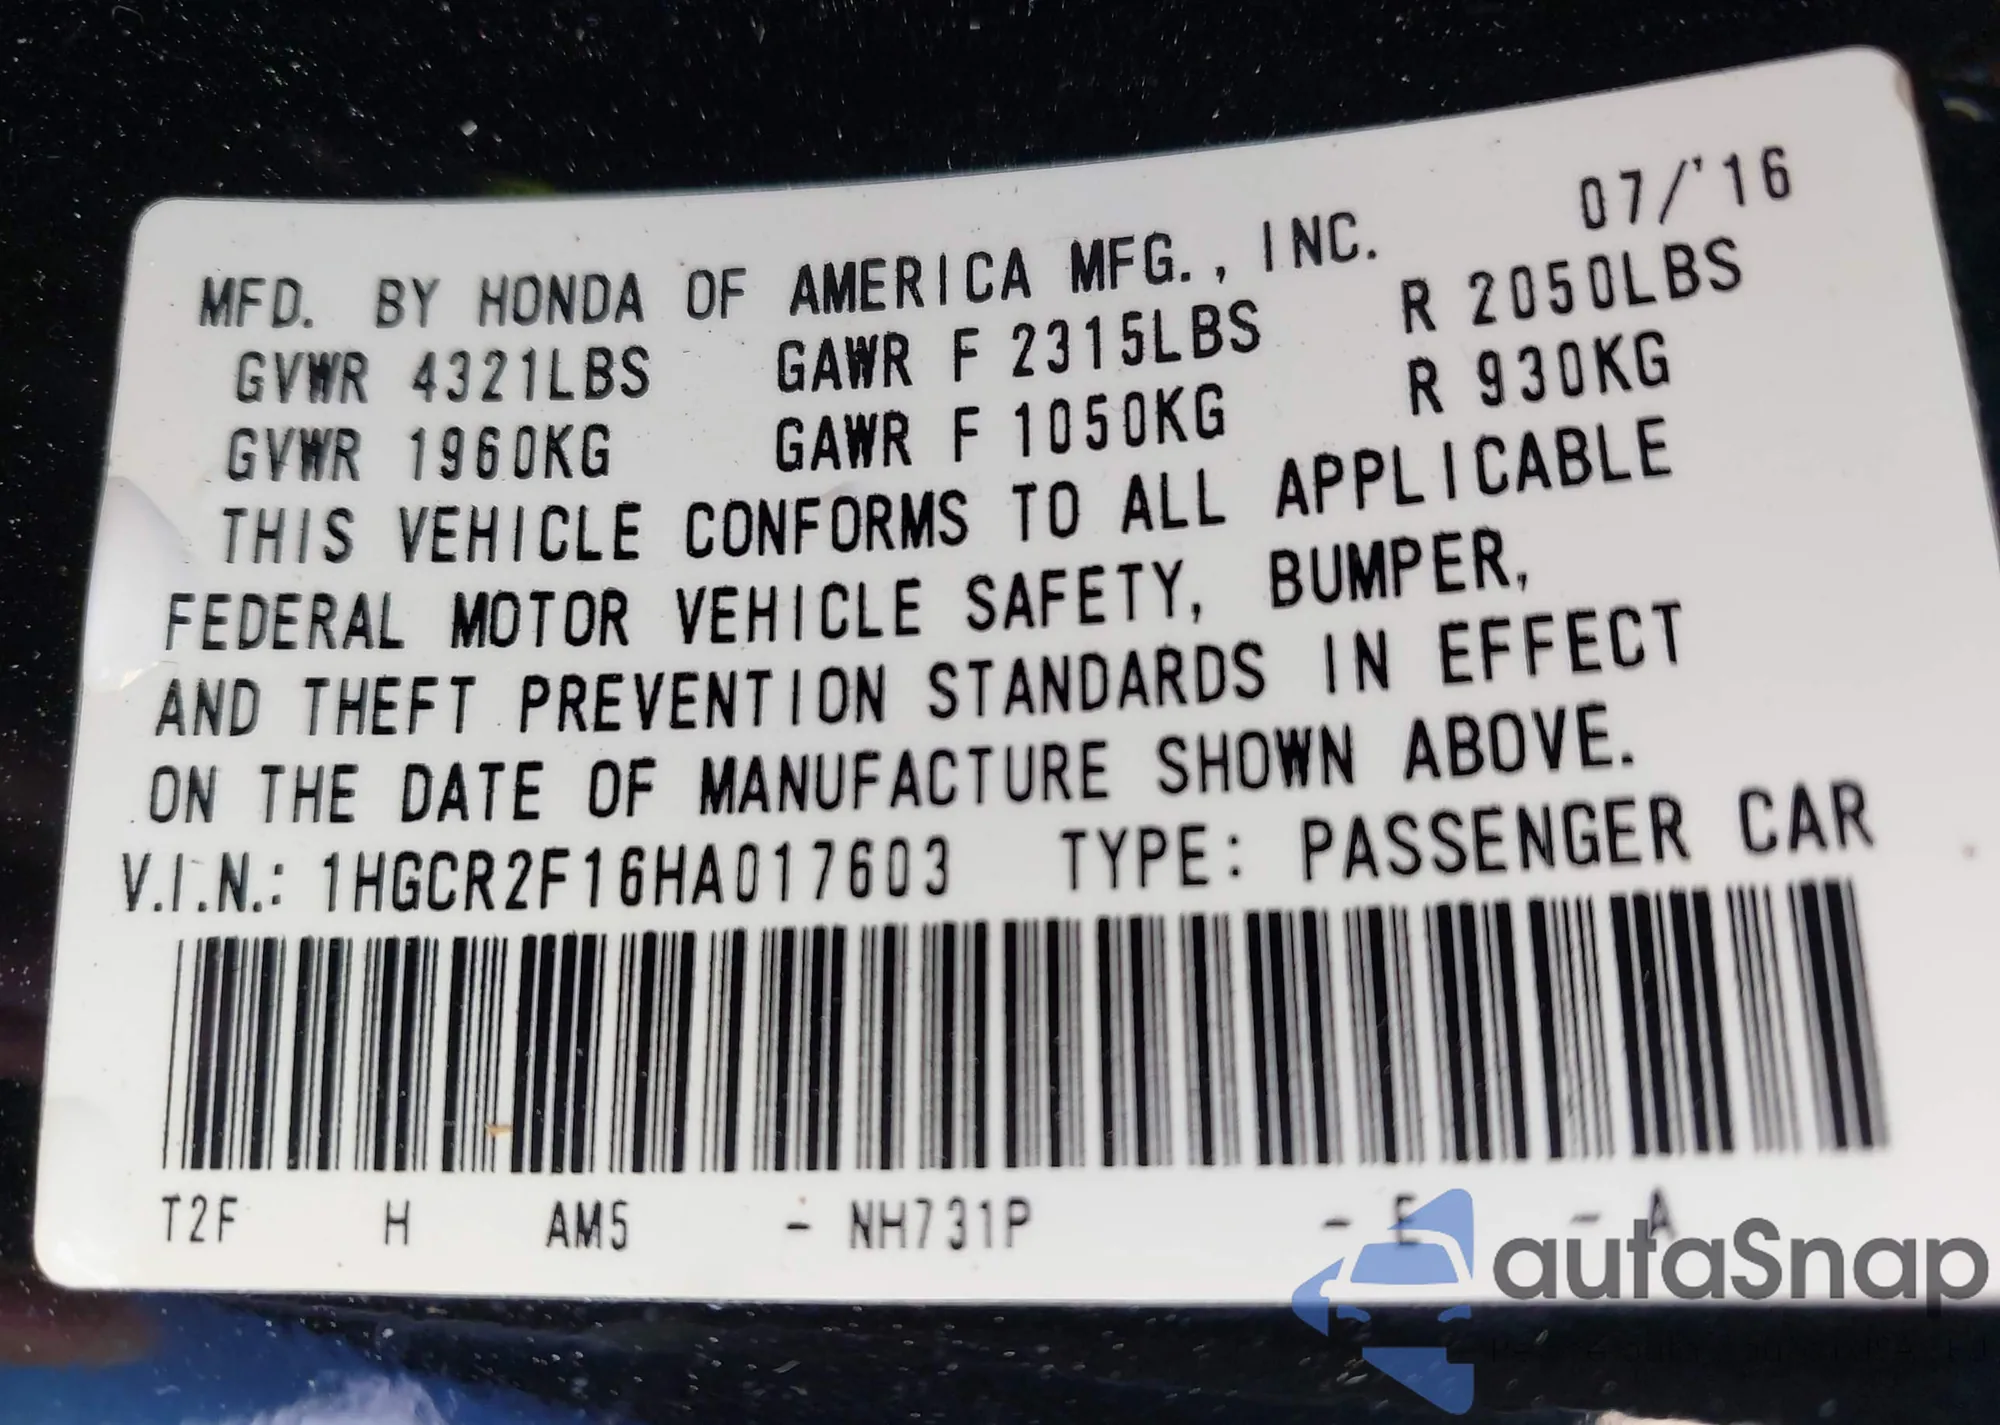 07/'16
MFD. BY HONDA OF AMERICA MFG., INC.
GVWR 4321LBS GAWR F 2315LBS R 2050LBS
GVWR 1960KG GAWR F 1050KG R 930KG
THIS VEHICLE CONFORMS TO ALL APPLICABLE
FEDERAL MOTOR VEHICLE SAFETY, BUMPER,
AND THEFT PREVENTION STANDARDS IN EFFECT
ON THE DATE OF MANUFACTURE SHOWN ABOVE.
V.I.N.: 1HGCR2F16HA017603 TYPE: PASSENGER CAR
T2F H AM5 - NH731P - E - A
autaSnap